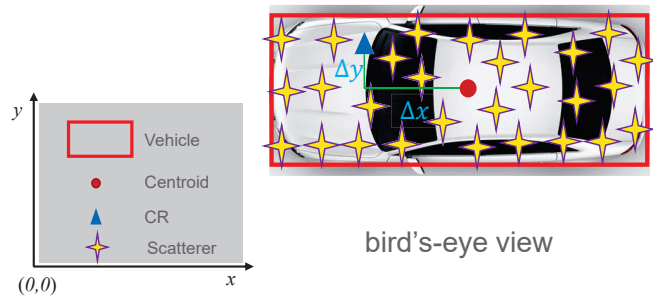 Δy
Δx
y
Vehicle
Centroid
CR
Scatterer
(0,0)
x
bird's-eye view